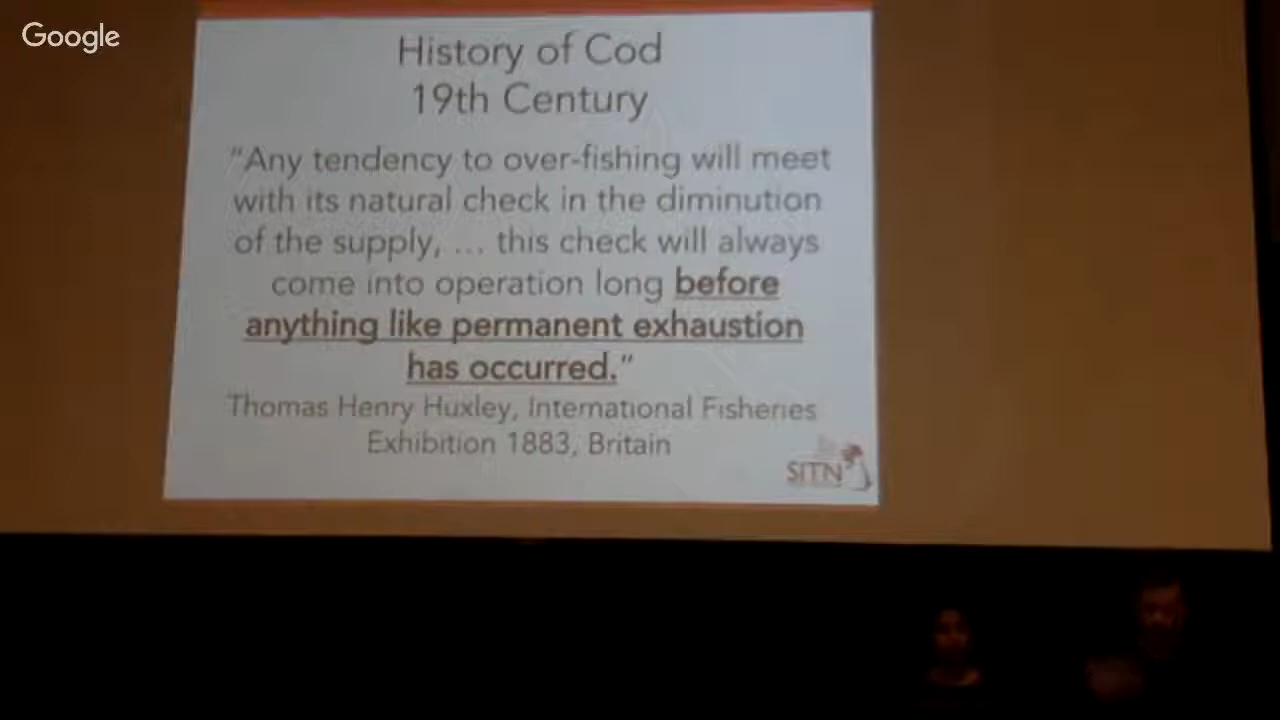 Google
History of Cod
19th Century
"Any tendency to over-fishing will meet
with its natural check in the diminution
of the supply, ... this check will always
come into operation long before
anything like permanent exhaustion
has occurred."
Thomas Henry Huxley, International Fisheries
Exhibition 1883, Britain
SITN